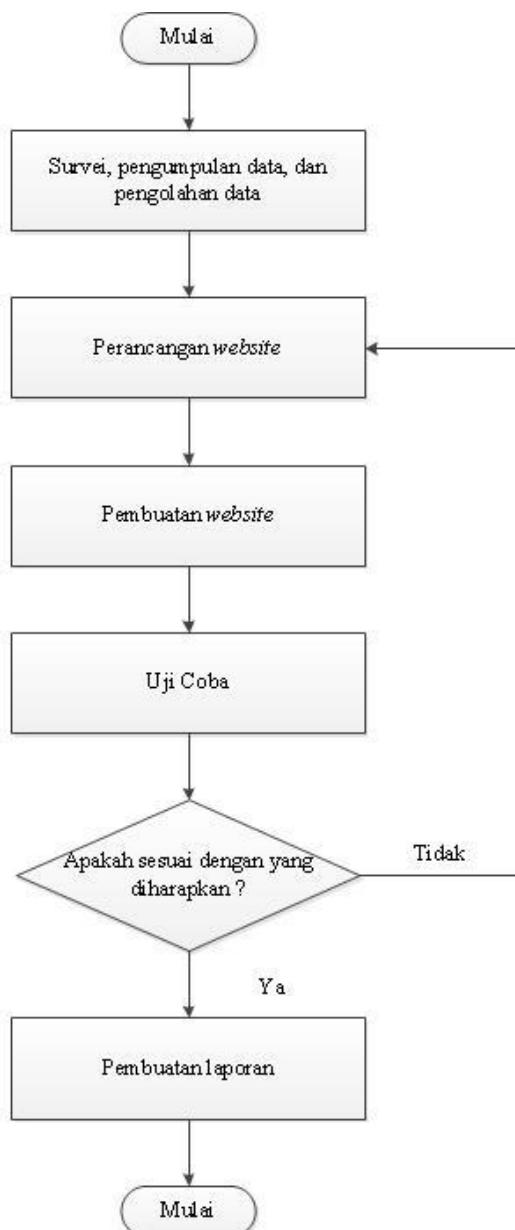 Mulai
Survei, pengumpulan data, dan
pengolahan data
Perancangan website
Pembuatan website
Uji Coba
Apakah sesuai dengan yang
diharapkan ?
Tidak
Ya
Pembuatan laporan
Mulai